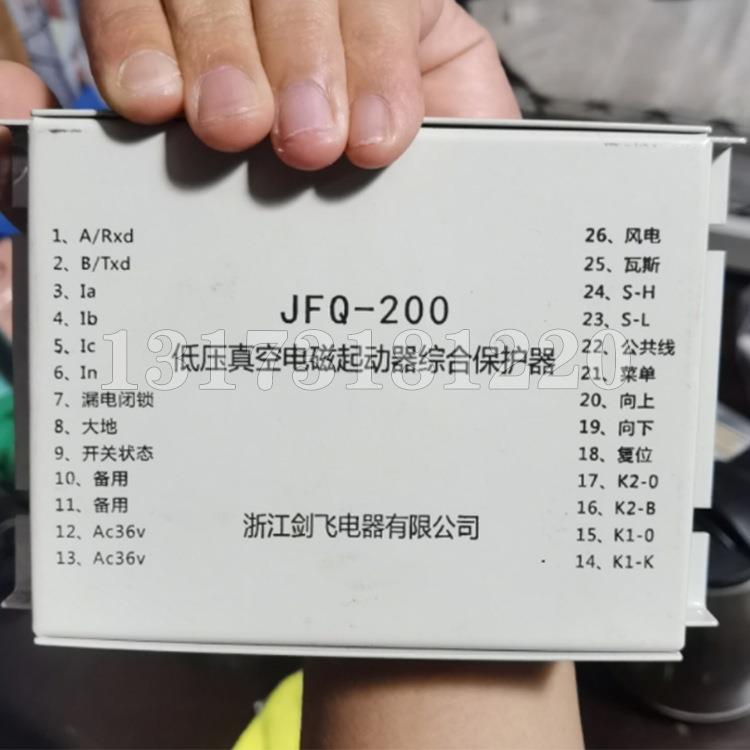 1、A/Rxd
2、B/Txd
3、Ia
4、Ib
5、Ic
6、In
7、漏电闭锁
8、大地
9、开关状态
10、备用
11、备用
12、Ac36v
13、Ac36v
JFQ-200
低压真空电磁起动器综合保护器
13173181220
浙江剑飞电器有限公司
26、风电
25、瓦斯
24、S-H
23、S-L
22、公共线
21、菜单
20、向上
19、向下
18、复位
17、K2-0
16、K2-B
15、K1-0
14、K1-K